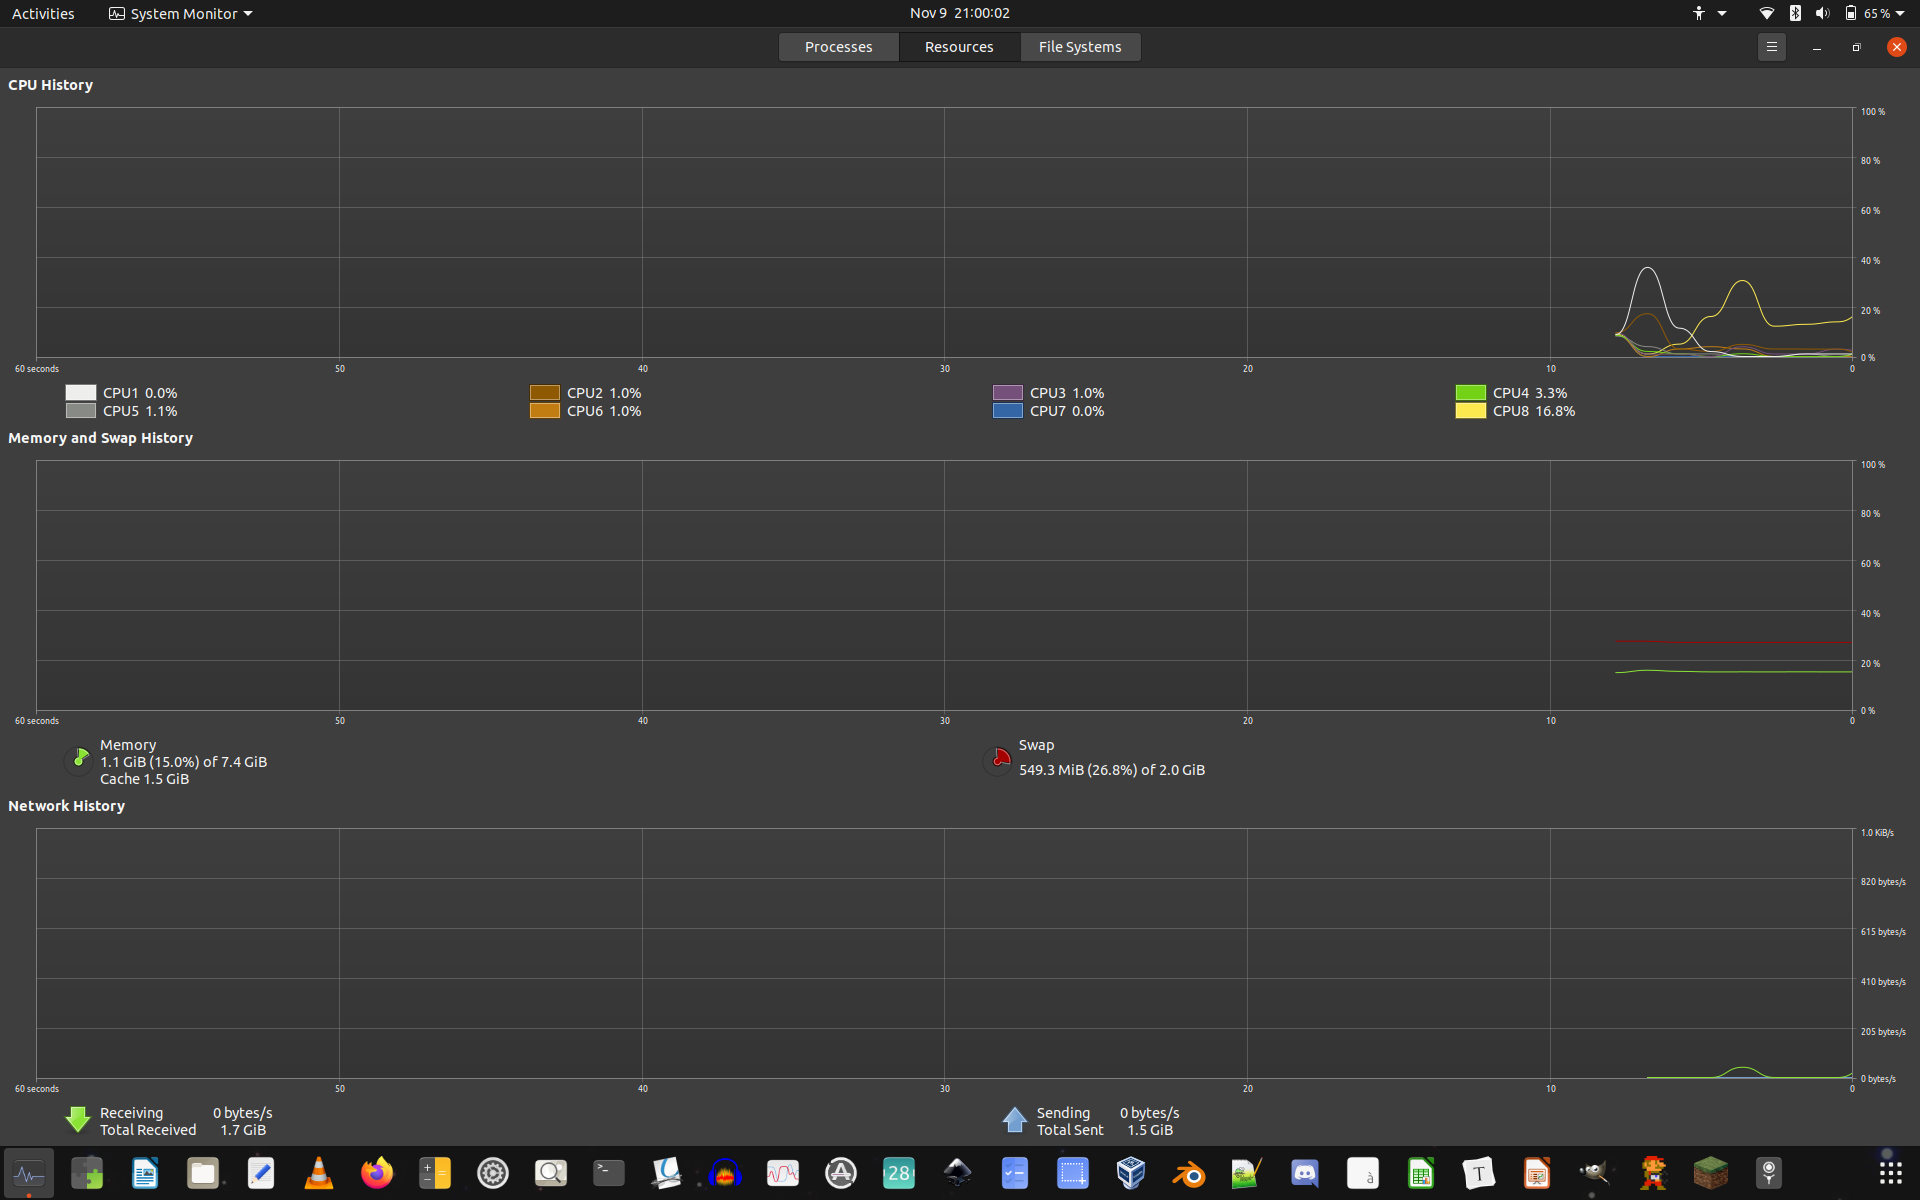 Activities System Monitor Nov 9 21:00:02 65 %
Processes Resources File Systems
CPU History
100 %
80 %
60 %
40 %
20 %
0 %
60 seconds 50 40 30 20 10 0
CPU1 0.0% CPU2 1.0% CPU3 1.0% CPU4 3.3%
CPU5 1.1% CPU6 1.0% CPU7 0.0% CPU8 16.8%
Memory and Swap History
100 %
80 %
60 %
40 %
20 %
0 %
60 seconds 50 40 30 20 10 0
Memory
1.1 GiB (15.0%) of 7.4 GiB
Cache 1.5 GiB
Swap
549.3 MiB (26.8%) of 2.0 GiB
Network History
1.0 KiB/s
820 bytes/s
615 bytes/s
410 bytes/s
205 bytes/s
0 bytes/s
60 seconds 50 40 30 20 10 0
Receiving 0 bytes/s
Total Received 1.7 GiB
Sending 0 bytes/s
Total Sent 1.5 GiB
28 à T